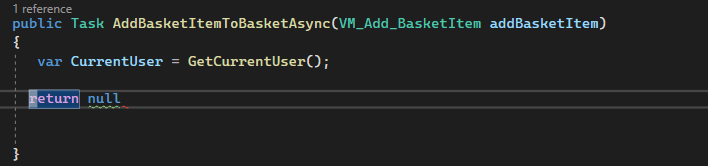 1 reference
public Task AddBasketItemToBasketAsync(VM_Add_BasketItem addBasketItem)
{
var CurrentUser = GetCurrentUser();
return null
}